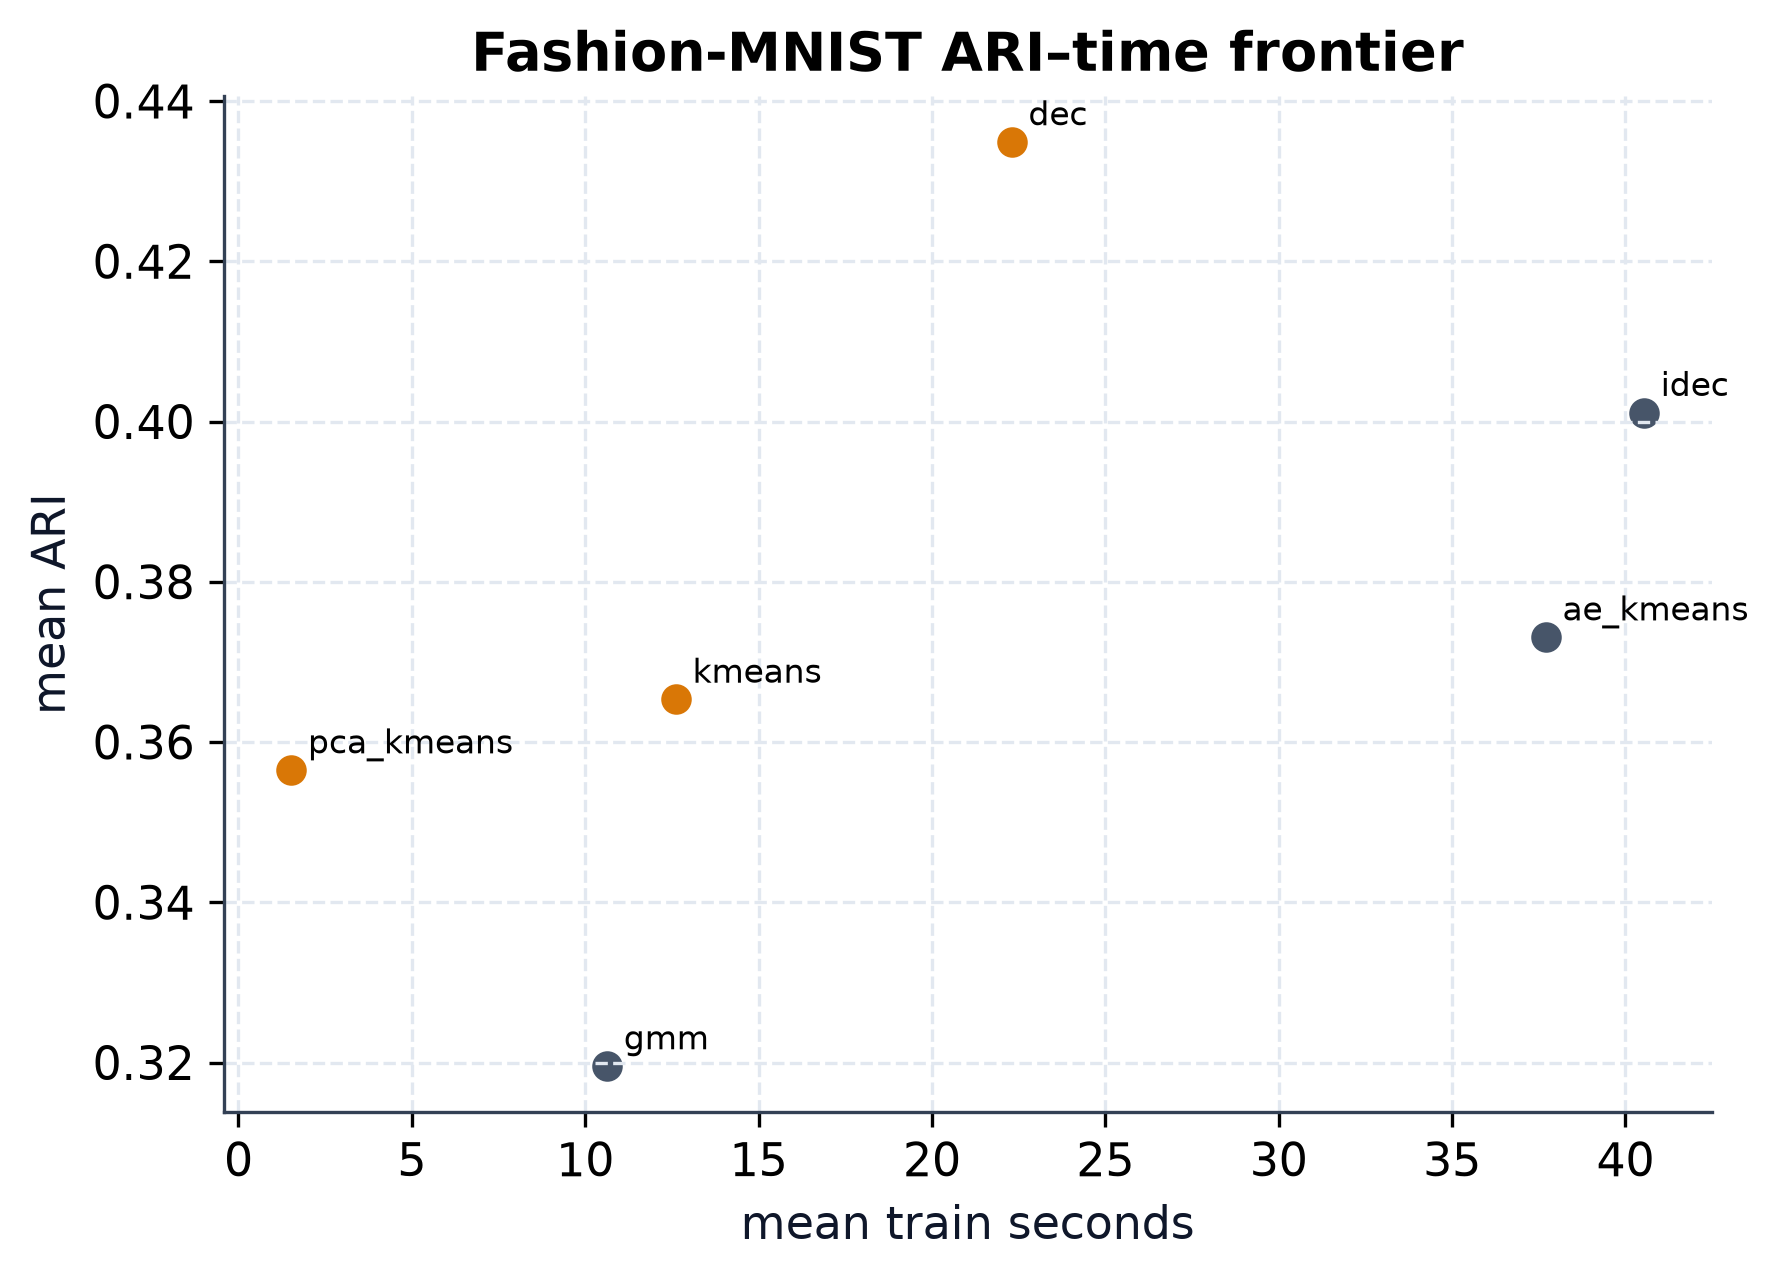 Fashion-MNIST ARI–time frontier
0.44
0.42
0.40
0.38
0.36
0.34
0.32
mean ARI
dec
idec
ae_kmeans
kmeans
pca_kmeans
gmm
0 5 10 15 20 25 30 35 40
mean train seconds